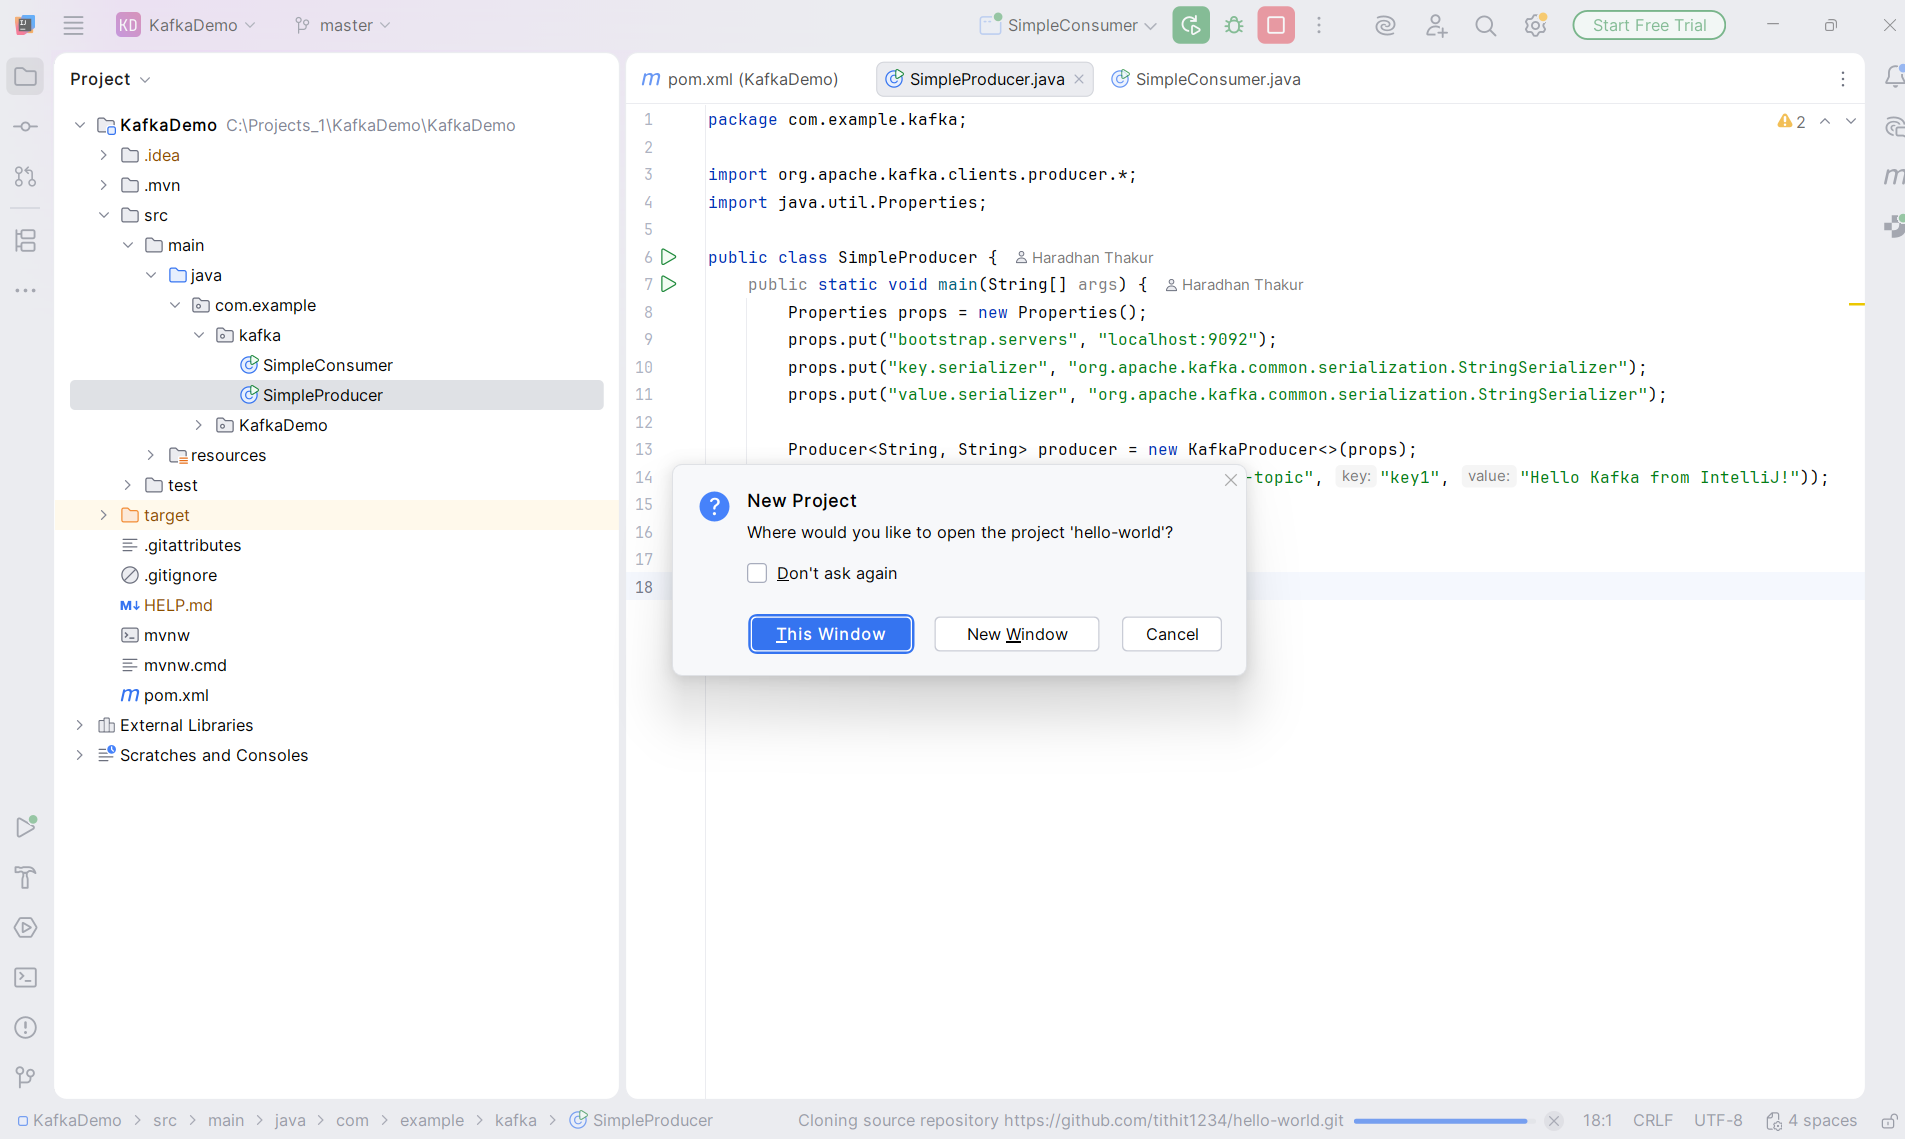 KD KafkaDemo master SimpleConsumer Start Free Trial
Project
KafkaDemo C:\Projects_1\KafkaDemo\KafkaDemo
.idea
.mvn
src
main
java
com.example
kafka
SimpleConsumer
SimpleProducer
KafkaDemo
resources
test
target
.gitattributes
.gitignore
M↓ HELP.md
mvnw
mvnw.cmd
m pom.xml
External Libraries
Scratches and Consoles
m pom.xml (KafkaDemo) SimpleProducer.java SimpleConsumer.java
1 package com.example.kafka; 2
2
3 import org.apache.kafka.clients.producer.*;
4 import java.util.Properties;
5
6 public class SimpleProducer { Haradhan Thakur
7 public static void main(String[] args) { Haradhan Thakur
8 Properties props = new Properties();
9 props.put("bootstrap.servers", "localhost:9092");
10 props.put("key.serializer", "org.apache.kafka.common.serialization.StringSerializer");
11 props.put("value.serializer", "org.apache.kafka.common.serialization.StringSerializer");
12
13 Producer<String, String> producer = new KafkaProducer<>(props);
14 -topic", key: "key1", value: "Hello Kafka from IntelliJ!"));
15
16
17
18
New Project
Where would you like to open the project 'hello-world'?
Don't ask again
This Window New Window Cancel
m
KafkaDemo > src > main > java > com > example > kafka > SimpleProducer Cloning source repository https://github.com/tithit1234/hello-world.git 18:1 CRLF UTF-8 4 spaces